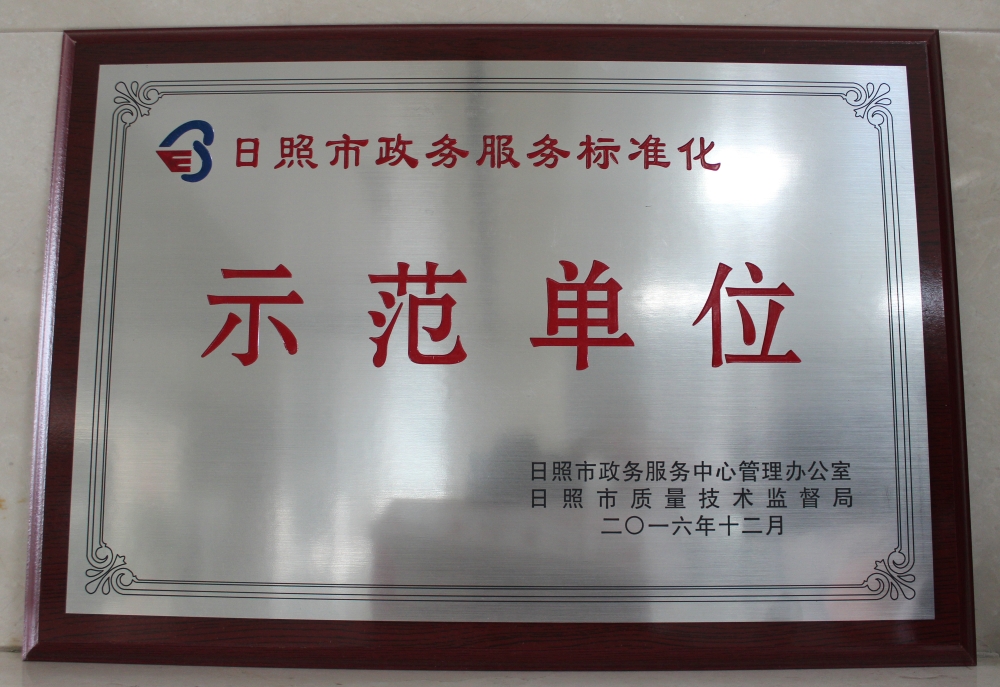 日照市政务服务标准化
示范单位
日照市政务服务中心管理办公室
日照市质量技术监督局
二〇一六年十二月